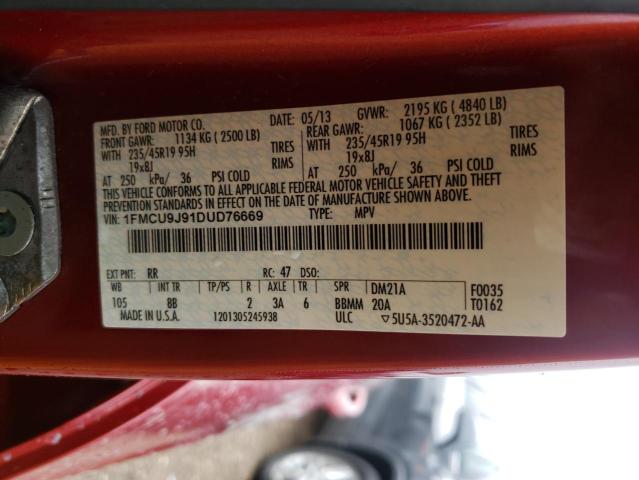 MFD. BY FORD MOTOR CO. DATE: 05/13 GVWR: 2195 KG ( 4840 LB)
FRONT GAWR: 1134 KG ( 2500 LB) REAR GAWR: 1067 KG ( 2352 LB)
WITH 235/45R19 95H TIRES WITH 235/45R19 95H TIRES
19x8J RIMS 19x8J RIMS
AT 250 kPa/ 36 PSI COLD AT 250 kPa/ 36 PSI COLD
THIS VEHICLE CONFORMS TO ALL APPLICABLE FEDERAL MOTOR VEHICLE SAFETY AND THEFT
PREVENTION STANDARDS IN EFFECT ON THE DATE OF MANUFACTURE SHOWN ABOVE.
VIN: 1FMCU9J91DUD76669 TYPE: MPV
EXT PNT: RR RC: 47 DSO:
WB INT TR TP/PS R AXLE TR SPR DM21A F0035
105 8B 2 3A 6 BBMM 20A T0162
MADE IN U.S.A. 1201305245938 ULC ▽5U5A-3520472-AA